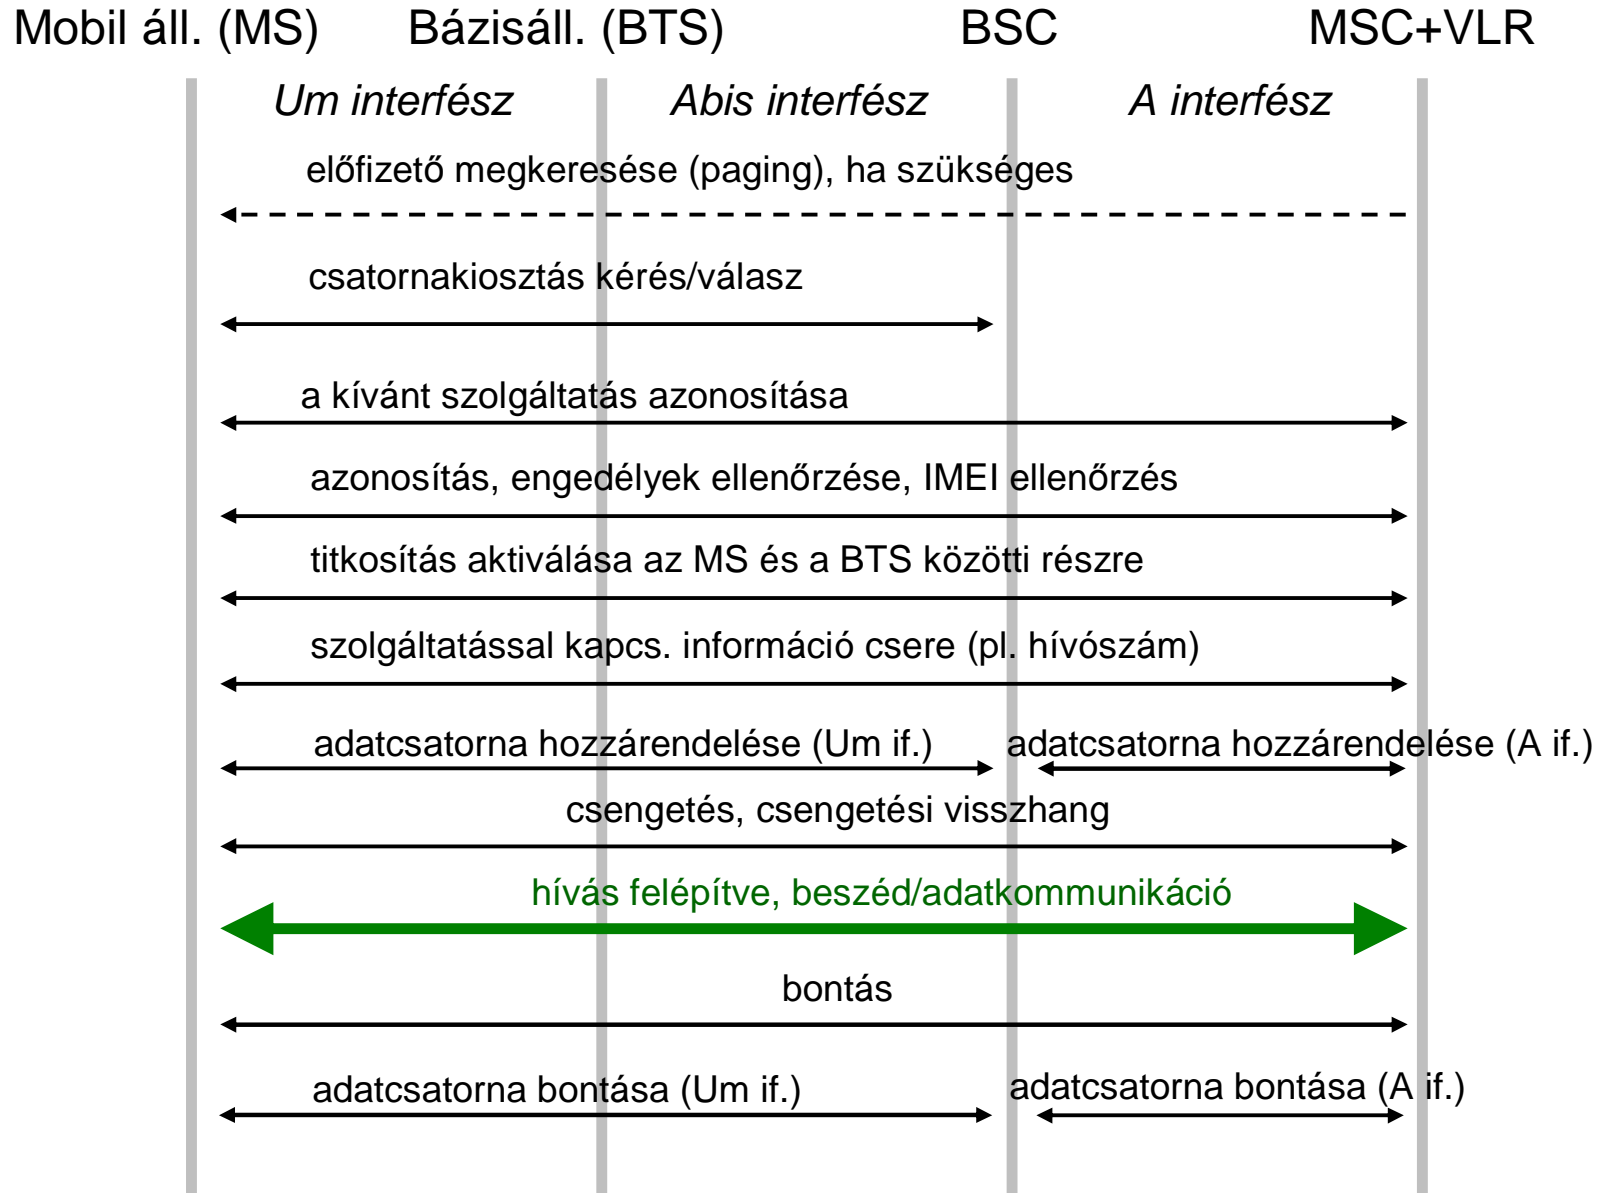 Mobil áll. (MS) Bázisáll. (BTS) BSC MSC+VLR
Um interfész Abis interfész A interfész
előfizető megkeresése (paging), ha szükséges
csatornakiosztás kérés/válasz
a kívánt szolgáltatás azonosítása
azonosítás, engedélyek ellenőrzése, IMEI ellenőrzés
titkosítás aktiválása az MS és a BTS közötti részre
szolgáltatással kapcs. információ csere (pl. hívószám)
adatcsatorna hozzárendelése (Um if.) adatcsatorna hozzárendelése (A if.)
csengetés, csengetési visszhang
hívás felépítve, beszéd/adatkommunikáció
bontás
adatcsatorna bontása (Um if.) adatcsatorna bontása (A if.)